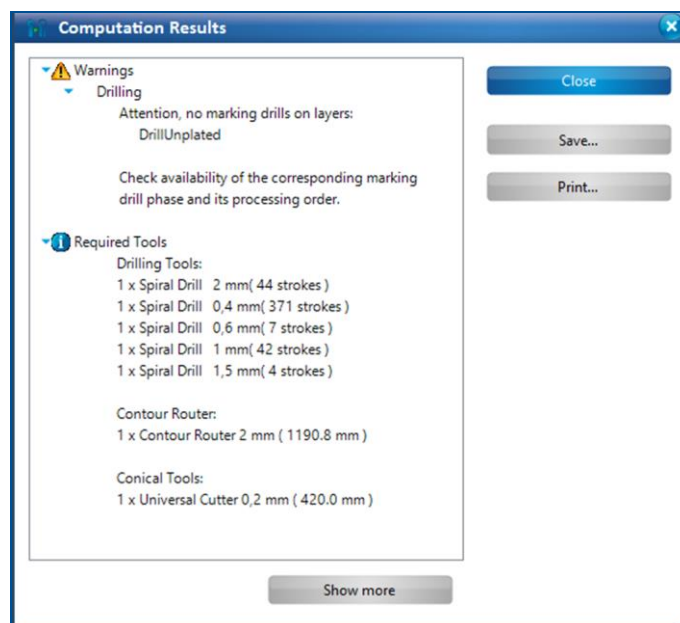 Computation Results
Warnings
Drilling
Attention, no marking drills on layers:
DrillUnplated
Check availability of the corresponding marking
drill phase and its processing order.
Required Tools
Drilling Tools:
1 x Spiral Drill 2 mm( 44 strokes )
1 x Spiral Drill 0,4 mm( 371 strokes )
1 x Spiral Drill 0,6 mm( 7 strokes )
1 x Spiral Drill 1 mm( 42 strokes )
1 x Spiral Drill 1,5 mm( 4 strokes )
Contour Router:
1 x Contour Router 2 mm ( 1190.8 mm )
Conical Tools:
1 x Universal Cutter 0,2 mm ( 420.0 mm )
Close
Save...
Print...
Show more